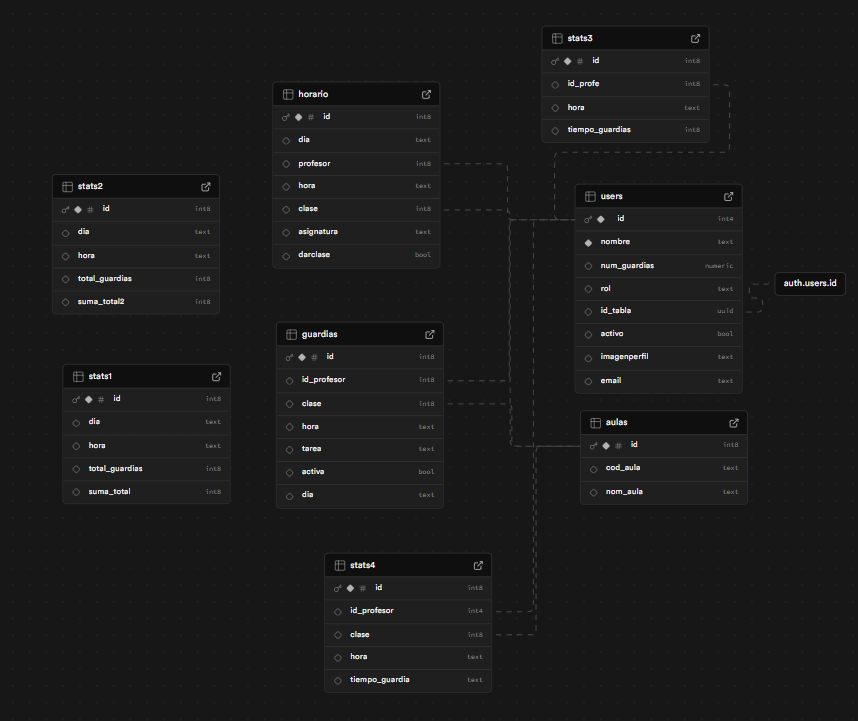 stats3
id int8
id_profe int8
hora text
tiempo_guardias int8
horario
id int8
dia text
profesor int8
hora text
clase int8
asignatura text
darclase bool
stats2
id int8
dia text
hora text
total_guardias int8
suma_total2 int8
users
id int4
nombre text
num_guardias numeric
rol text
id_tabla uuid
activo bool
imagenperfil text
email text
auth.users.id
guardias
id int8
id_profesor int8
clase int8
hora text
tarea text
activa bool
dia text
stats1
id int8
dia text
hora text
total_guardias int8
suma_total int8
aulas
id int8
cod_aula text
nom_aula text
stats4
id int8
id_profesor int4
clase int8
hora text
tiempo_guardia text